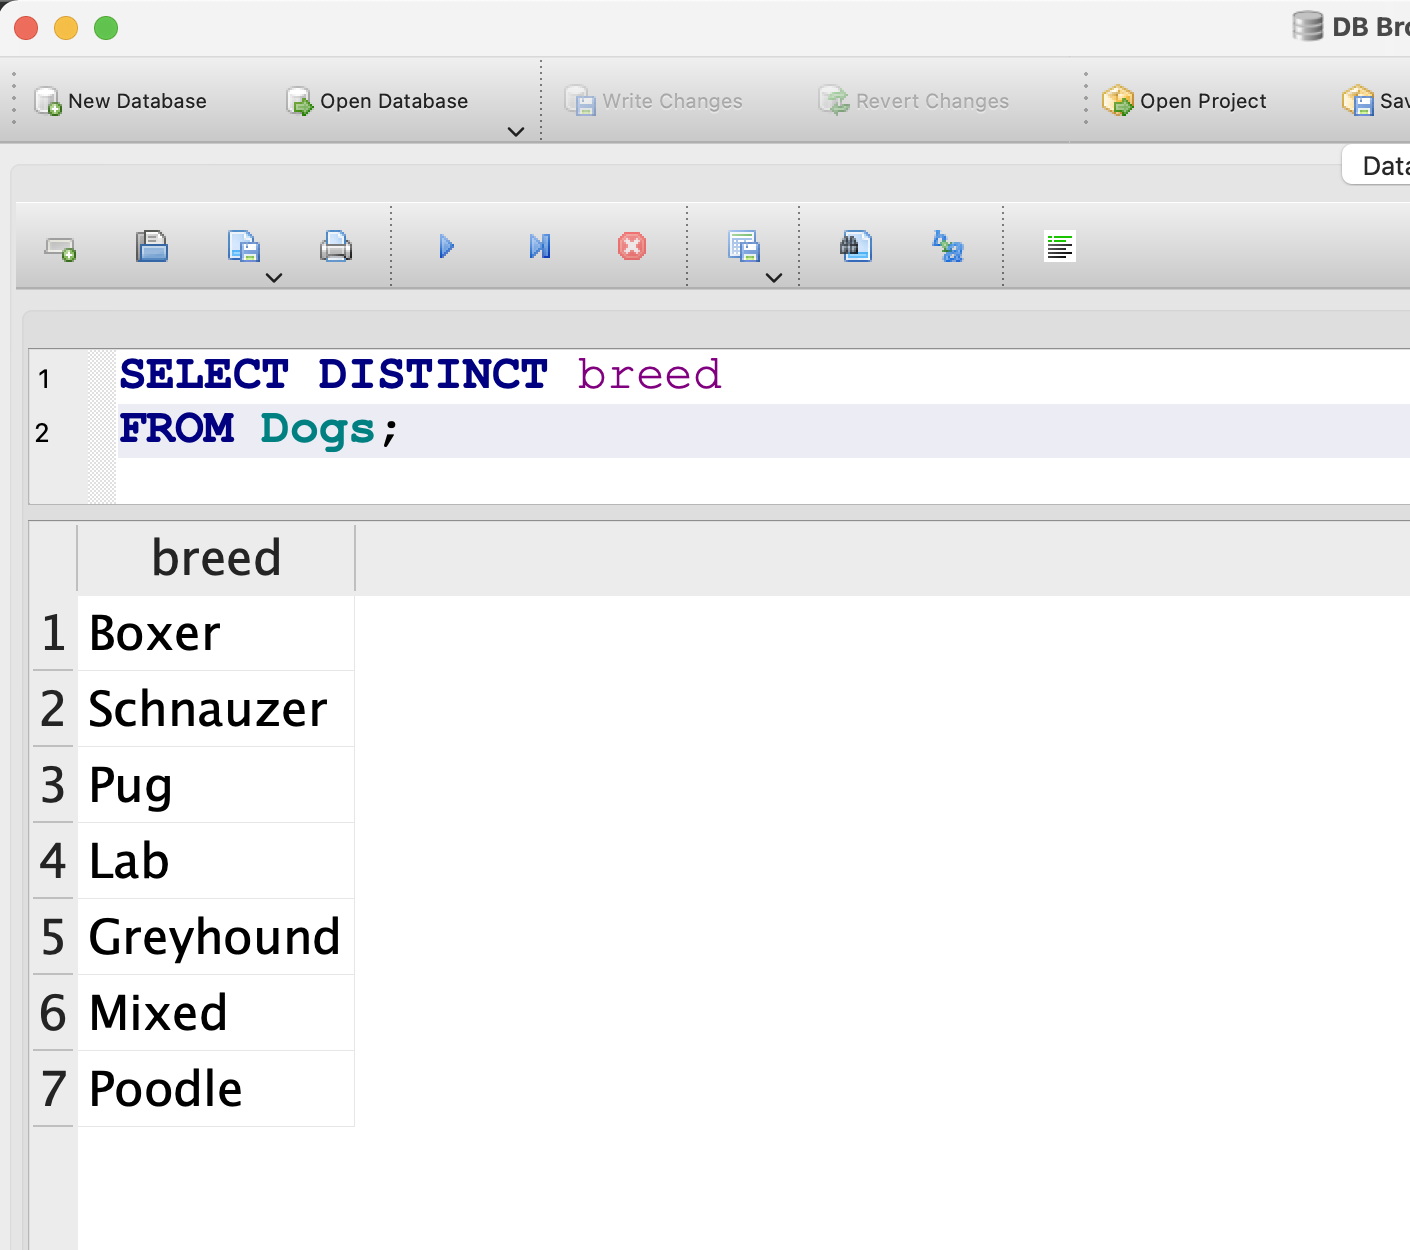 DB Bro
New Database Open Database Write Changes Revert Changes Open Project Sav
Data
1 SELECT DISTINCT breed
2 FROM Dogs;
breed
1 Boxer
2 Schnauzer
3 Pug
4 Lab
5 Greyhound
6 Mixed
7 Poodle